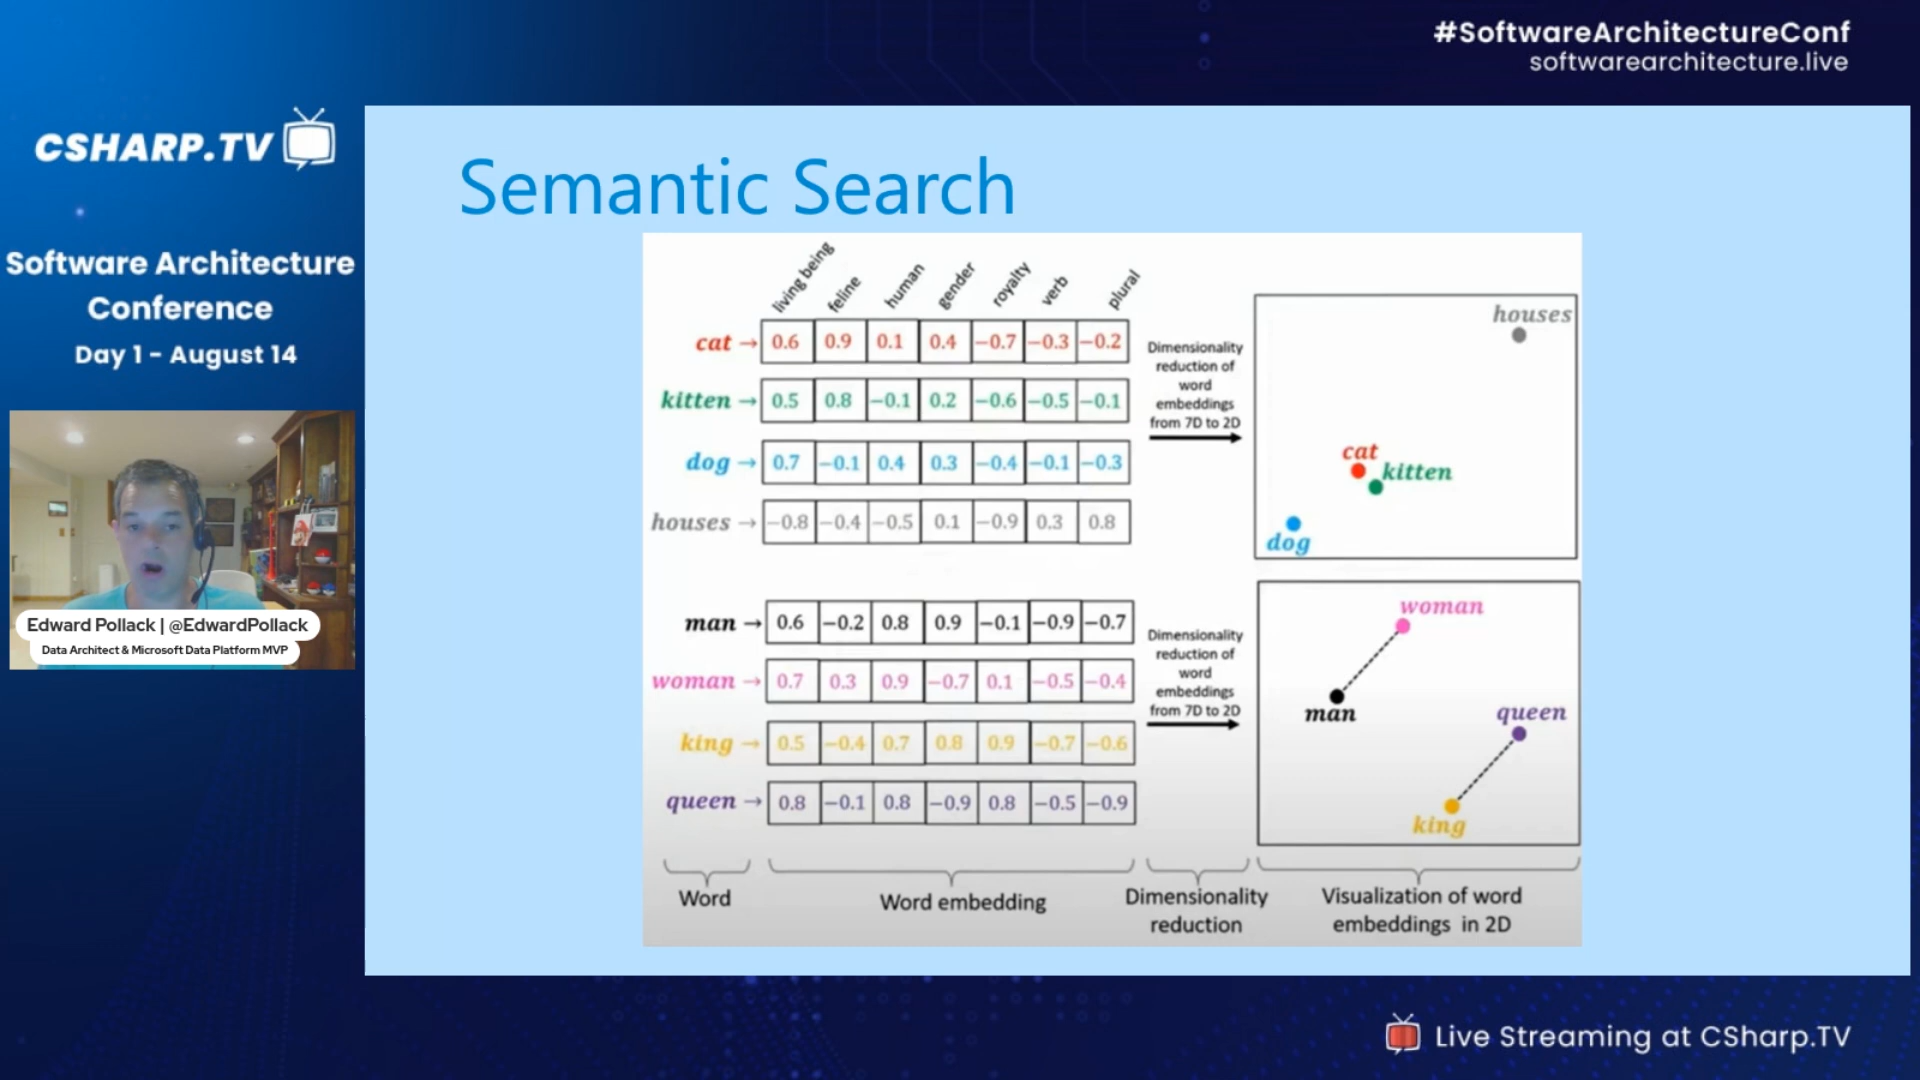 #SoftwareArchitectureConf
softwarearchitecture.live
CSHARP.TV
Software Architecture
Conference
Day 1 - August 14
Edward Pollack | @EdwardPollack
Data Architect & Microsoft Data Platform MVP
Semantic Search
living being feline human gender royalty verb plural
cat → 0.6 0.9 0.1 0.4 −0.7 −0.3 −0.2
kitten → 0.5 0.8 −0.1 0.2 −0.6 −0.5 −0.1
dog → 0.7 −0.1 0.4 0.3 −0.4 −0.1 −0.3
houses → −0.8 −0.4 −0.5 0.1 −0.9 0.3 0.8
Dimensionality
reduction of
word
embeddings
from 7D to 2D
houses
cat
kitten
dog
man → 0.6 −0.2 0.8 0.9 −0.1 −0.9 −0.7
woman → 0.7 0.3 0.9 −0.7 0.1 −0.5 −0.4
king → 0.5 −0.4 0.7 0.8 0.9 −0.7 −0.6
queen → 0.8 −0.1 0.8 −0.9 0.8 −0.5 −0.9
Dimensionality
reduction of
word
embeddings
from 7D to 2D
woman
man
queen
king
Word
Word embedding
Dimensionality
reduction
Visualization of word
embeddings in 2D
Live Streaming at CSharp.TV